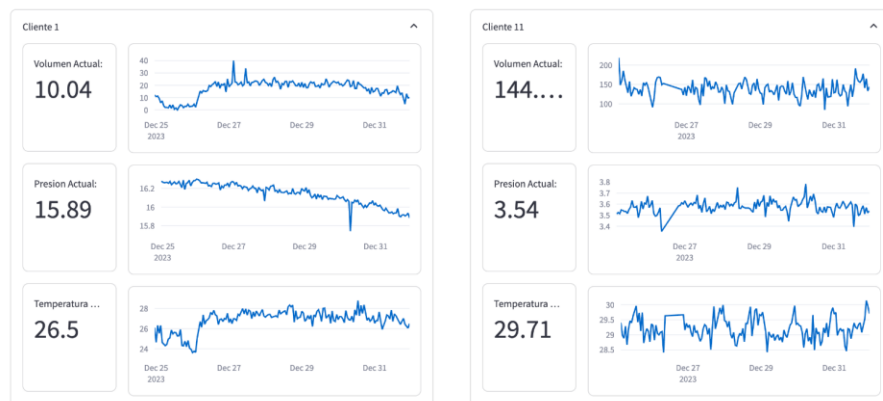 Cliente 1
Volumen Actual:
10.04
40
30
20
10
0
Dec 25
2023
Dec 27
Dec 29
Dec 31
Presion Actual:
15.89
16.2
16
15.8
Dec 25
2023
Dec 27
Dec 29
Dec 31
Temperatura ...
26.5
28
26
24
Dec 25
2023
Dec 27
Dec 29
Dec 31
Cliente 11
Volumen Actual:
144....
200
150
100
Dec 27
2023
Dec 29
Dec 31
Presion Actual:
3.54
3.8
3.7
3.6
3.5
3.4
Dec 27
2023
Dec 29
Dec 31
Temperatura ...
29.71
30
29.5
29
28.5
Dec 27
2023
Dec 29
Dec 31